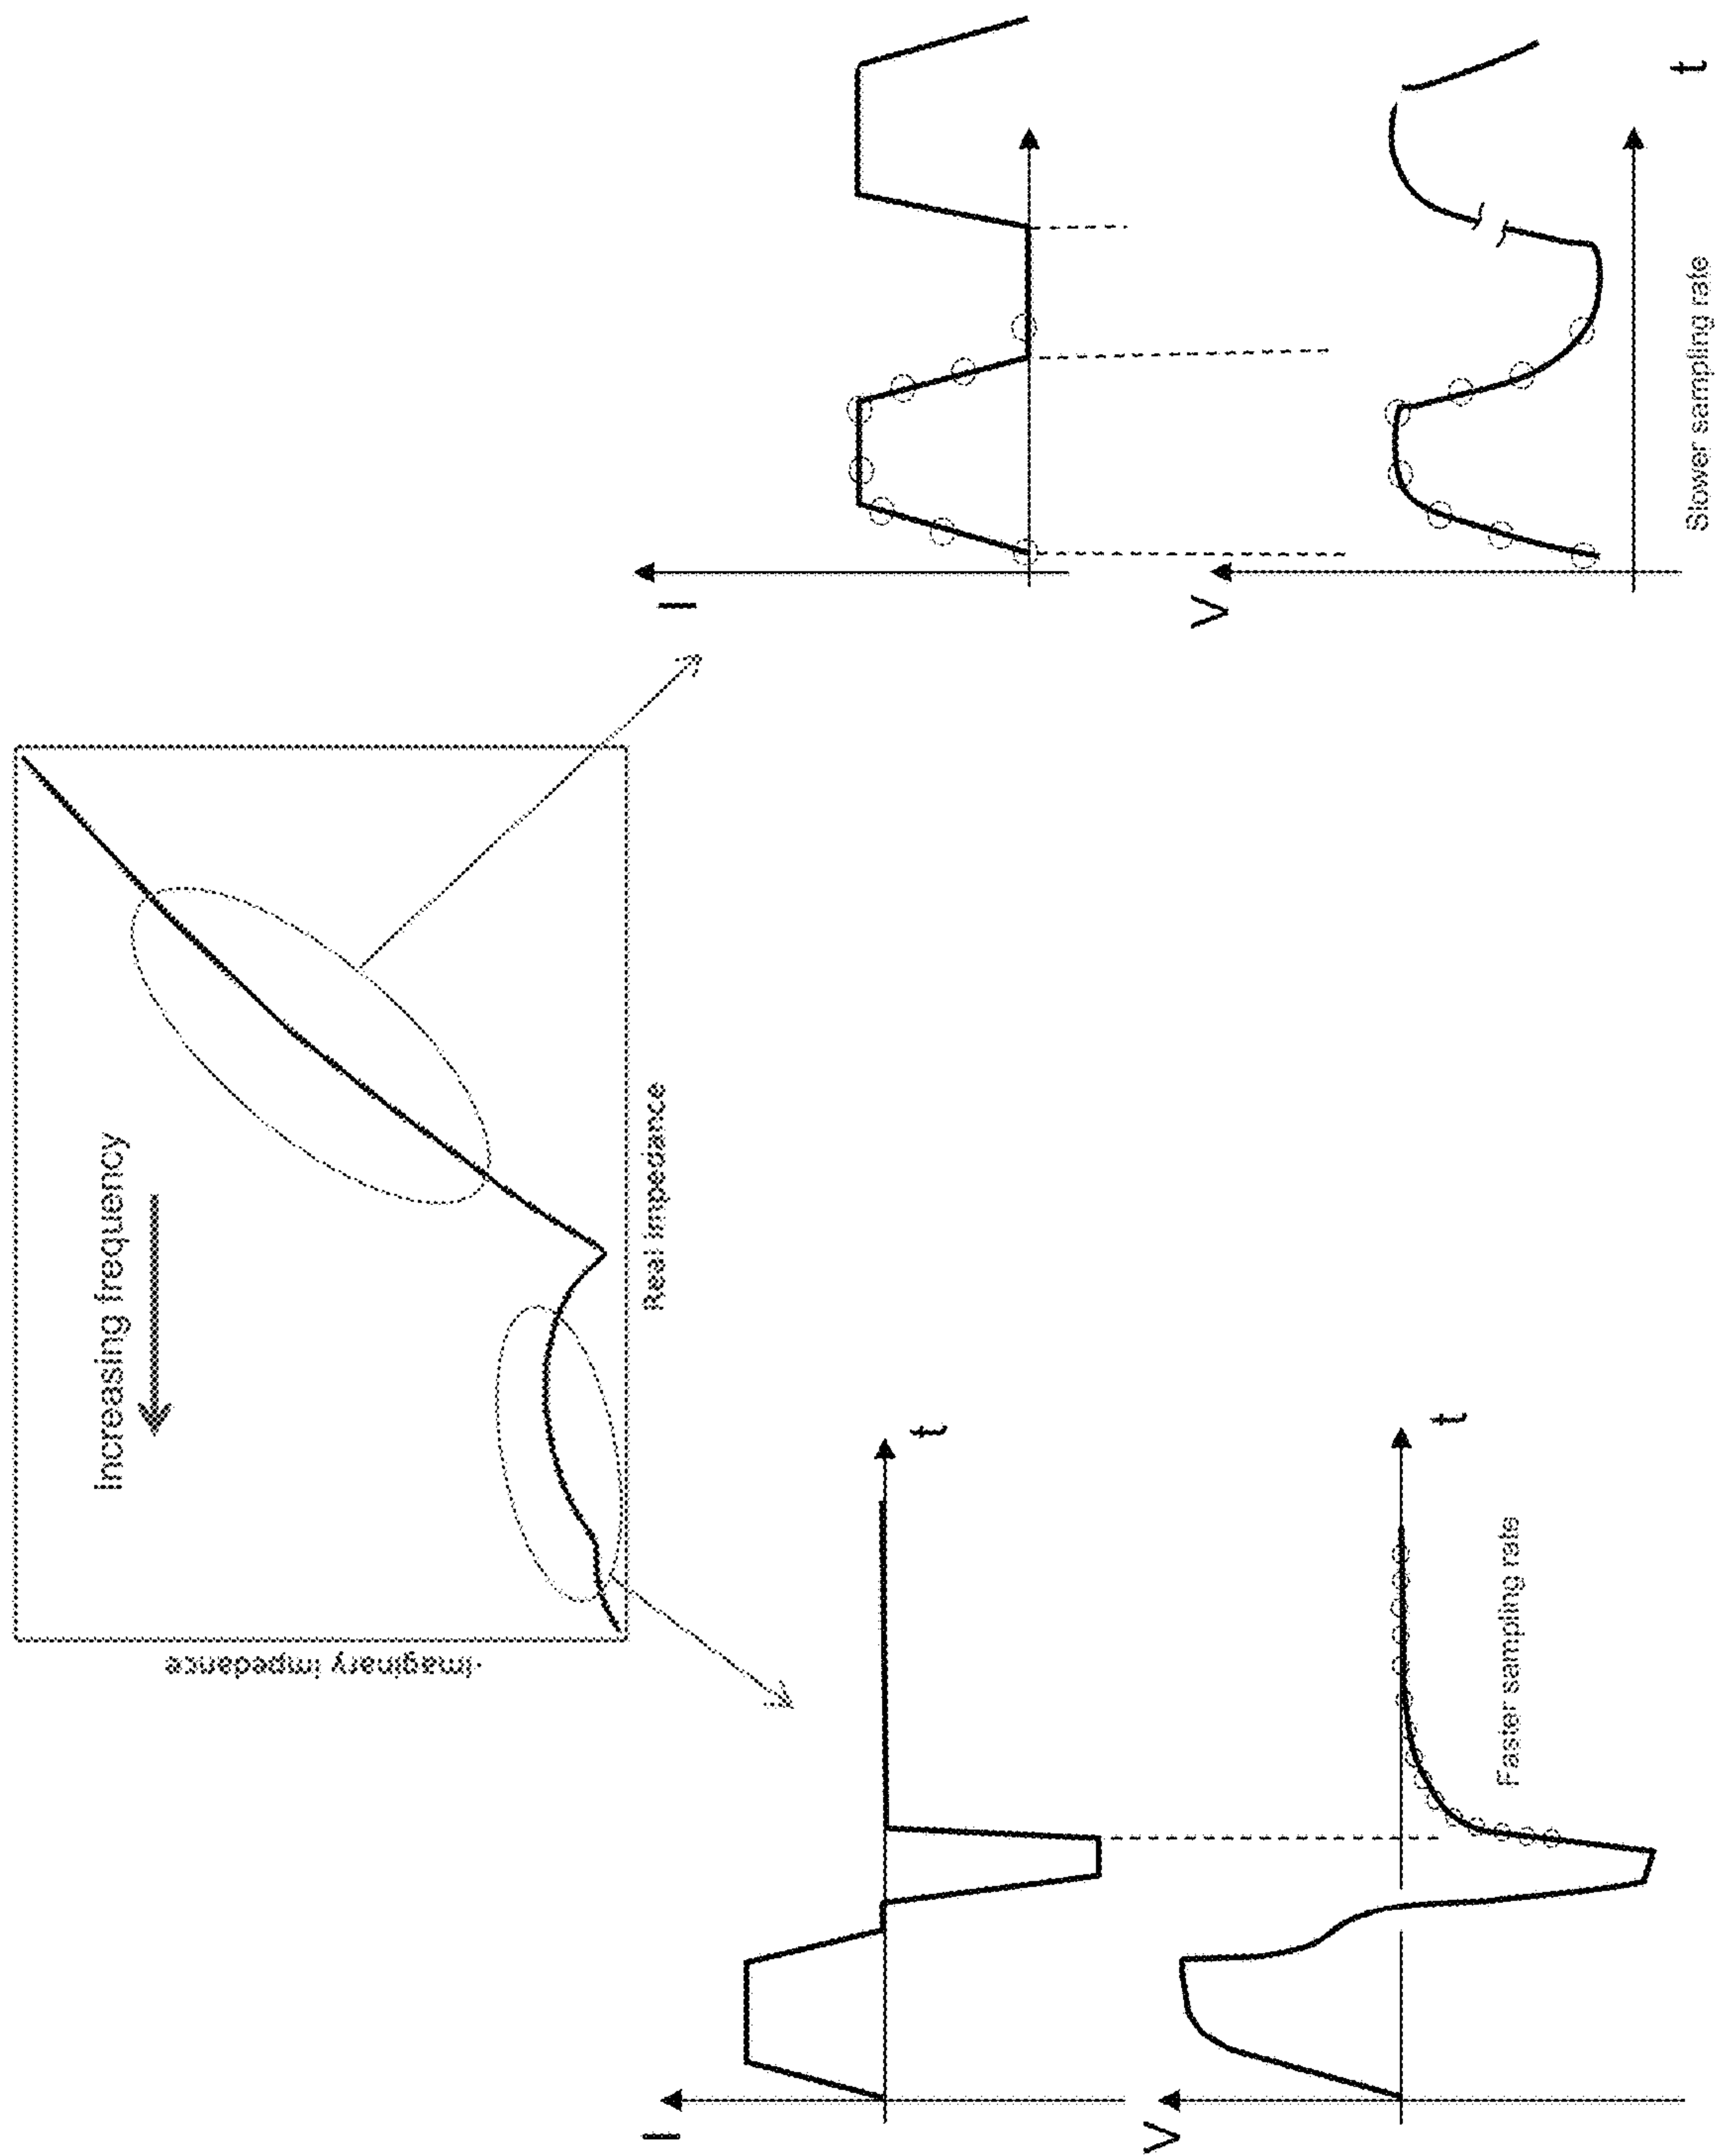 Increasing frequency
-Imaginary impedance
Real impedance
I
t
V
t
Faster sampling rate
I
V
t
Slower sampling rate